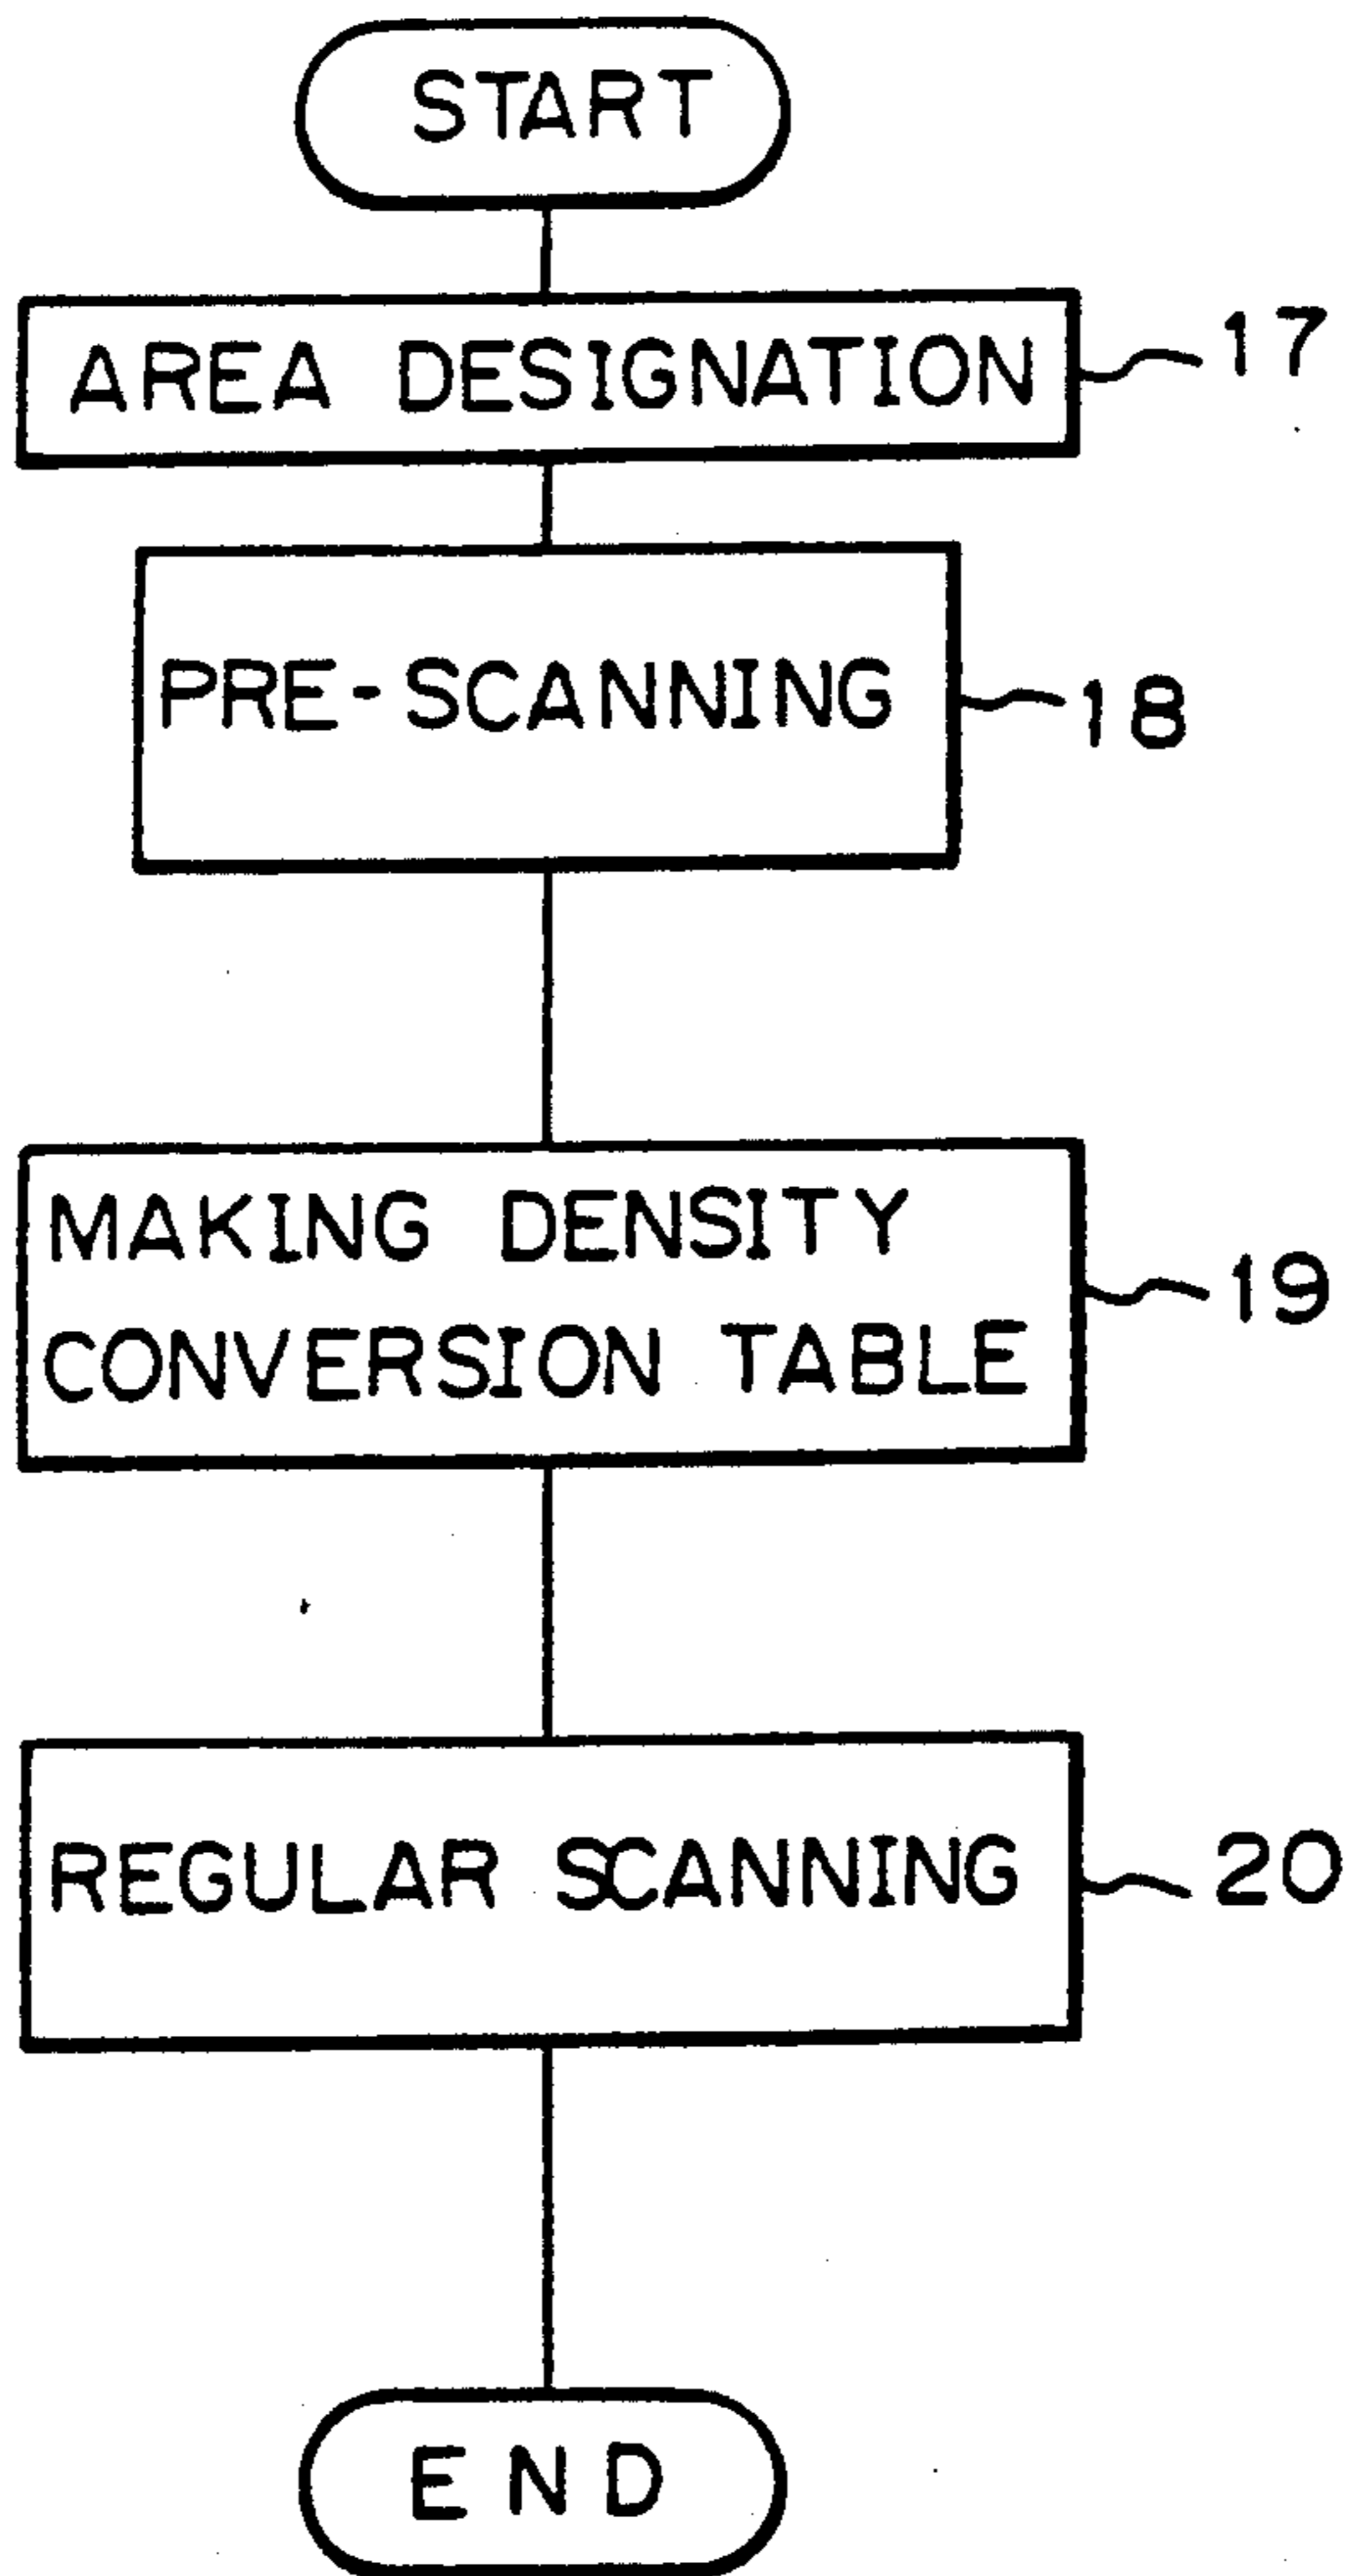 START
AREA DESIGNATION
17
PRE-SCANNING
18
MAKING DENSITY
CONVERSION TABLE
19
REGULAR SCANNING
20
END